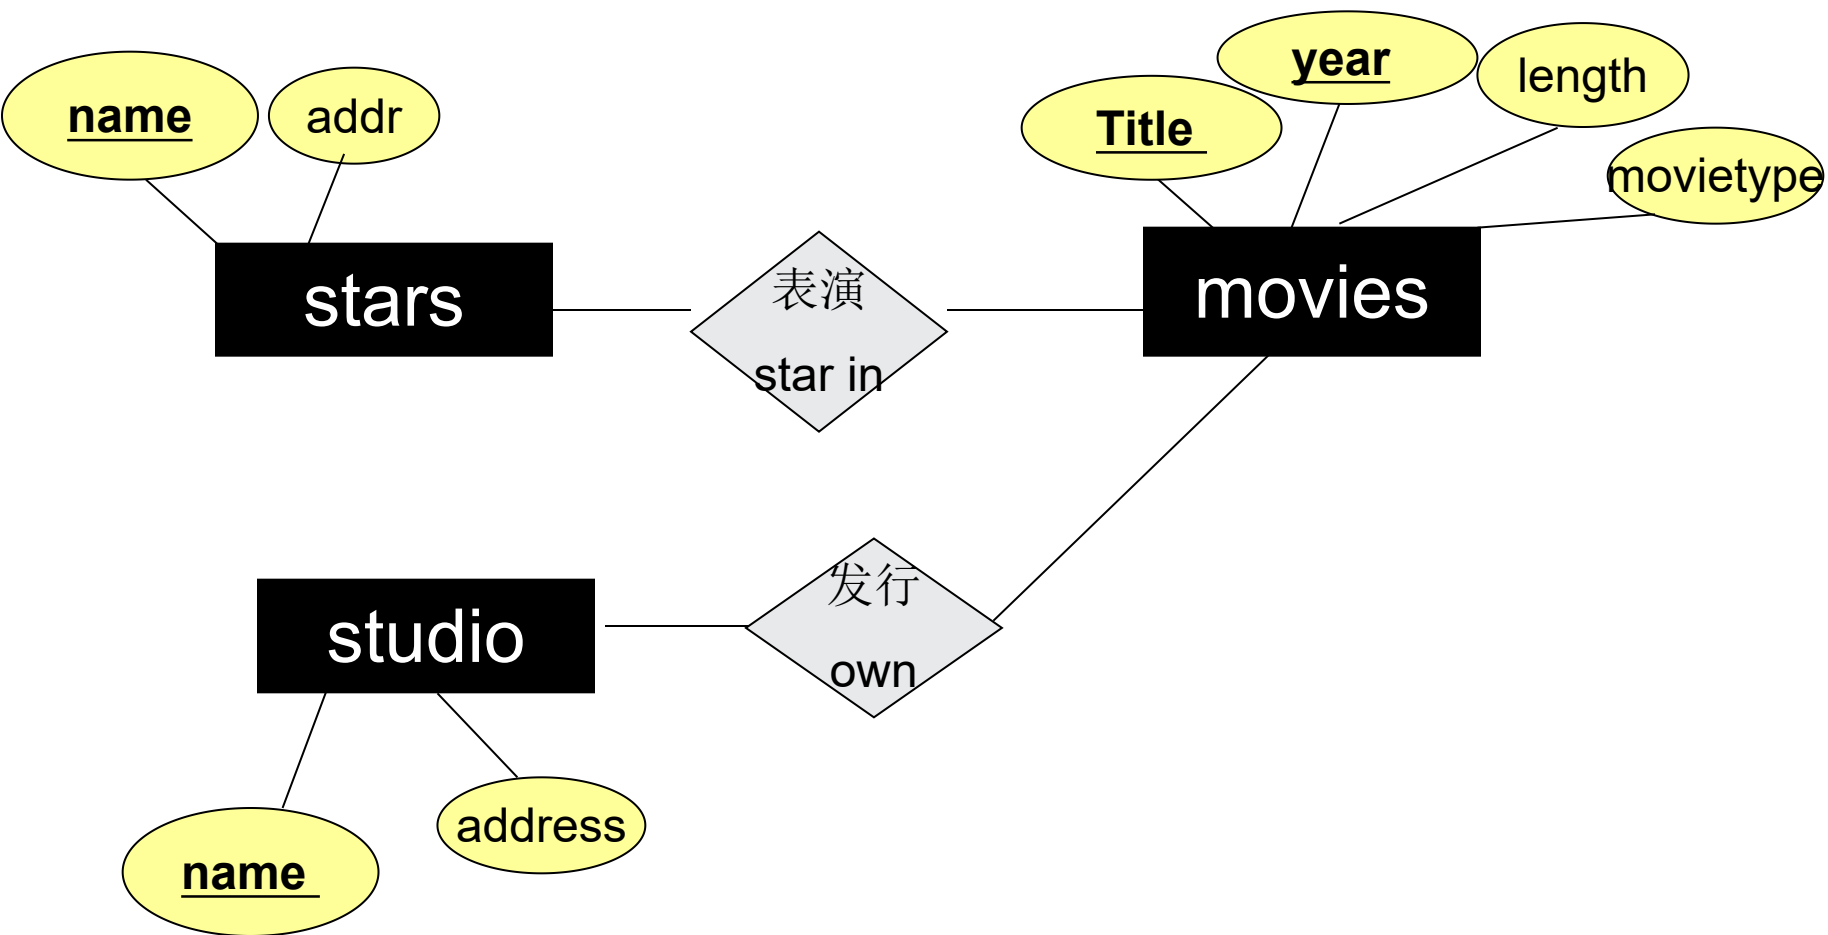 name
addr
Title
year
length
movietype
stars
表演
star in
movies
studio
发行
own
name
address